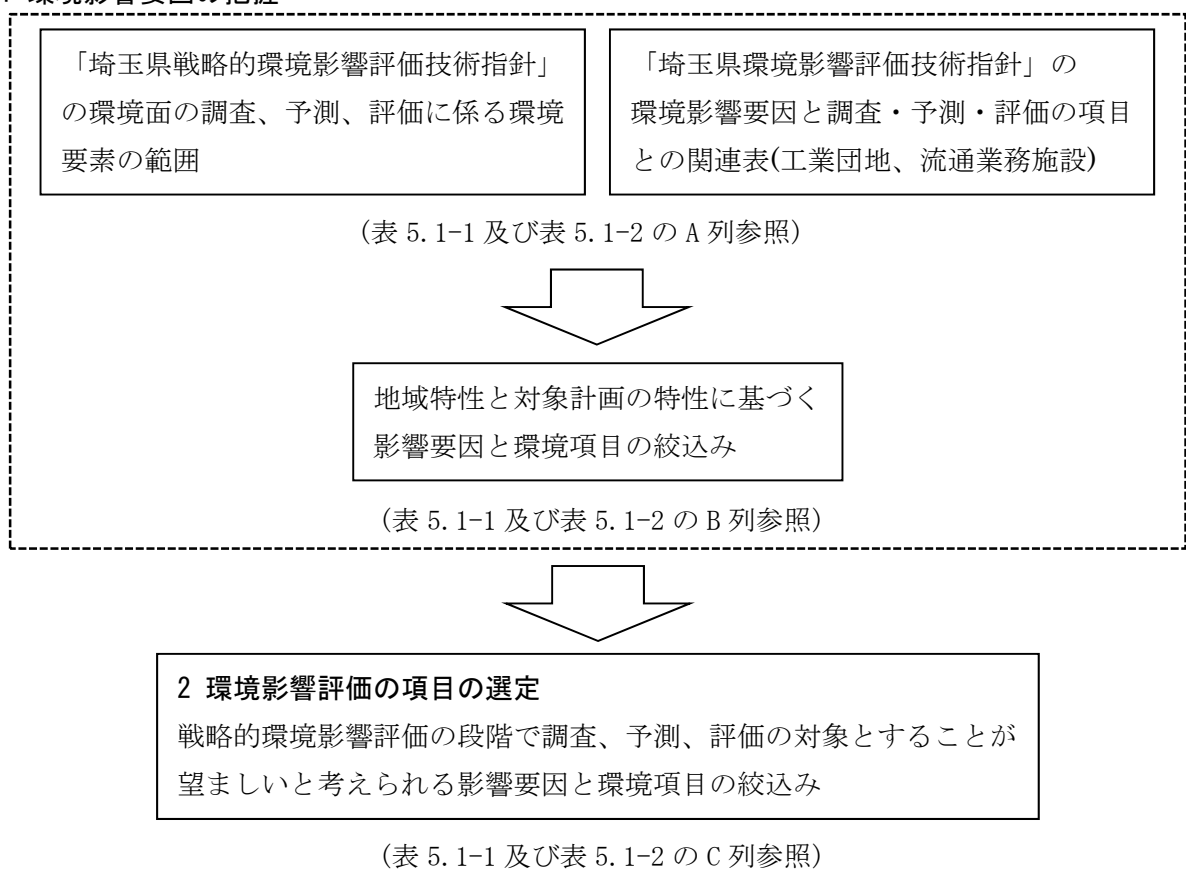 「埼玉県戦略的環境影響評価技術指針」
の環境面の調査、予測、評価に係る環境
要素の範囲
「埼玉県環境影響評価技術指針」の
環境影響要因と調査・予測・評価の項目
との関連表(工業団地、流通業務施設)
(表 5.1-1 及び表 5.1-2 の A 列参照)
地域特性と対象計画の特性に基づく
影響要因と環境項目の絞込み
(表 5.1-1 及び表 5.1-2 の B 列参照)
2 環境影響評価の項目の選定
戦略的環境影響評価の段階で調査、予測、評価の対象とすることが
望ましいと考えられる影響要因と環境項目の絞込み
(表 5.1-1 及び表 5.1-2 の C 列参照)